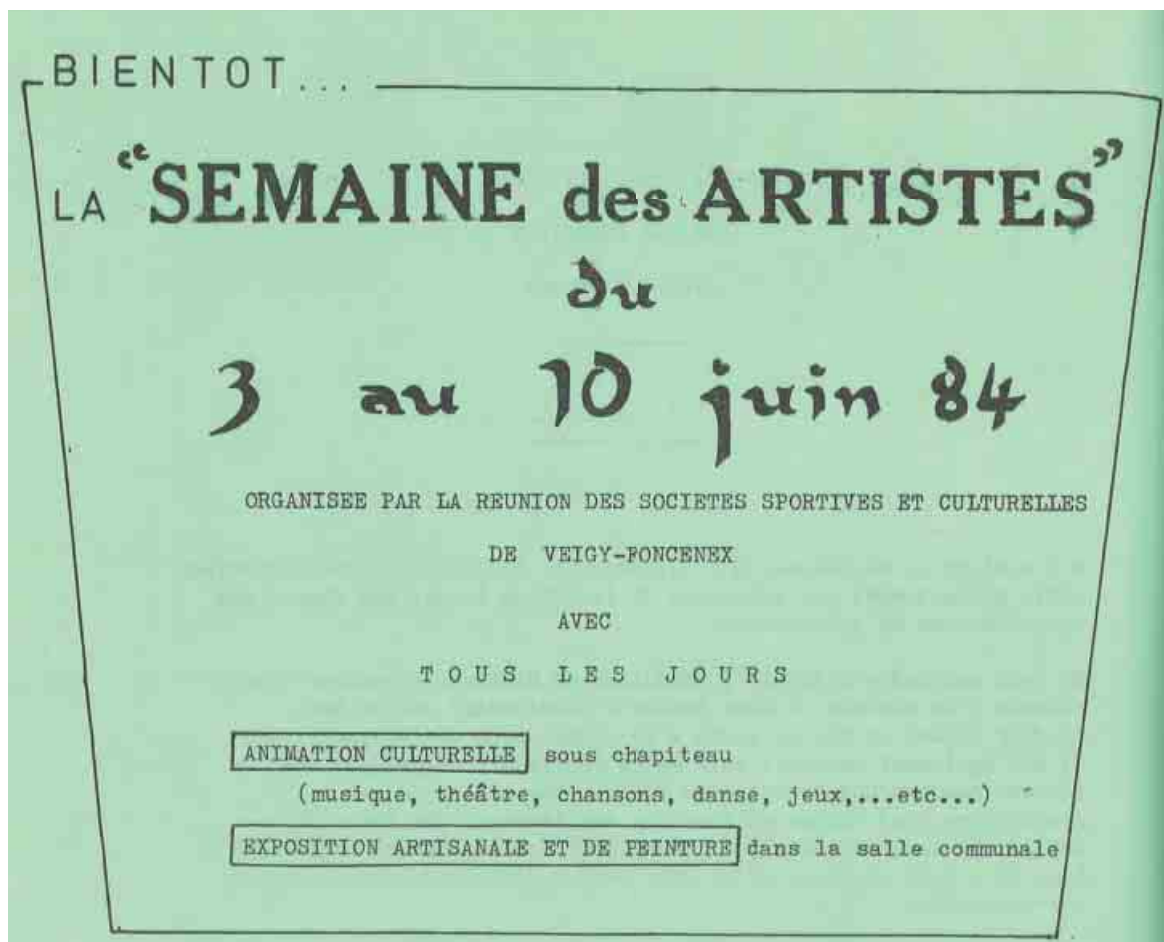 BIENTOT...
LA "SEMAINE des ARTISTES"
du
3 au 10 juin 84
ORGANISEE PAR LA REUNION DES SOCIETES SPORTIVES ET CULTURELLES
DE VEIGY-FONCENEX
AVEC
TOUS LES JOURS
ANIMATION CULTURELLE sous chapiteau
(musique, théâtre, chansons, danse, jeux,...etc...)
EXPOSITION ARTISANALE ET DE PEINTURE dans la salle communale